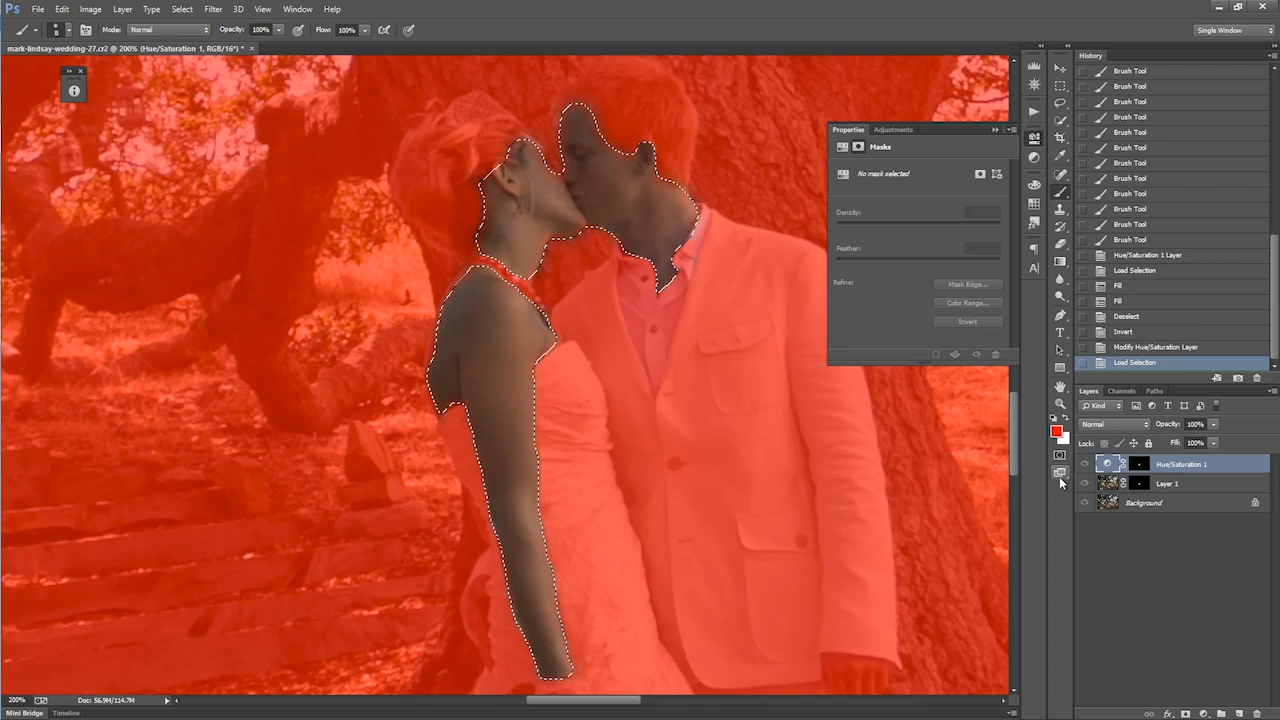 Ps File Edit Image Layer Type Select Filter 3D View Window Help
Mode: Normal Opacity: 100% Flow: 100% Single Window
mark-lindsay-wedding-27.cr2 @ 200% (Hue/Saturation 1, RGB/16*) * ×
History
Brush Tool
Brush Tool
Brush Tool
Brush Tool
Brush Tool
Brush Tool
Brush Tool
Brush Tool
Brush Tool
Brush Tool
Brush Tool
Brush Tool
Hue/Saturation 1 Layer
Load Selection
Fill
Fill
Deselect
Invert
Modify Hue/Saturation Layer
Load Selection
Properties Adjustments
Masks
No mask selected
Density:
Feather:
Refine:
Mask Edge...
Color Range...
Invert
Layers Channels Paths
Kind
Normal Opacity: 100%
Lock: Fill: 100%
Hue/Saturation 1
Layer 1
Background
200% Doc: 56.9M/114.7M
Mini Bridge Timeline